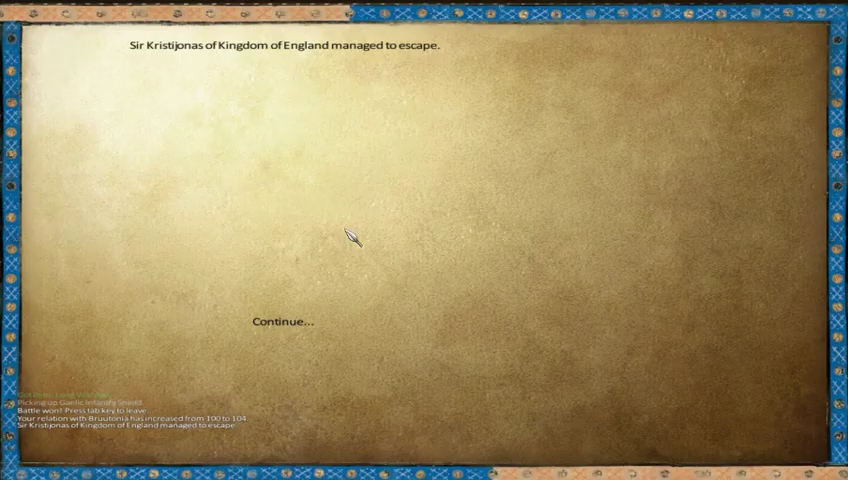 Sir Kristijonas of Kingdom of England managed to escape.
Continue...
Picking up Gaelic Infantry Shield.
Battle won! Press tab key to leave
Your relation with Bruutonia has increased from 100 to 104.
Sir Kristijonas of Kingdom of England managed to escape